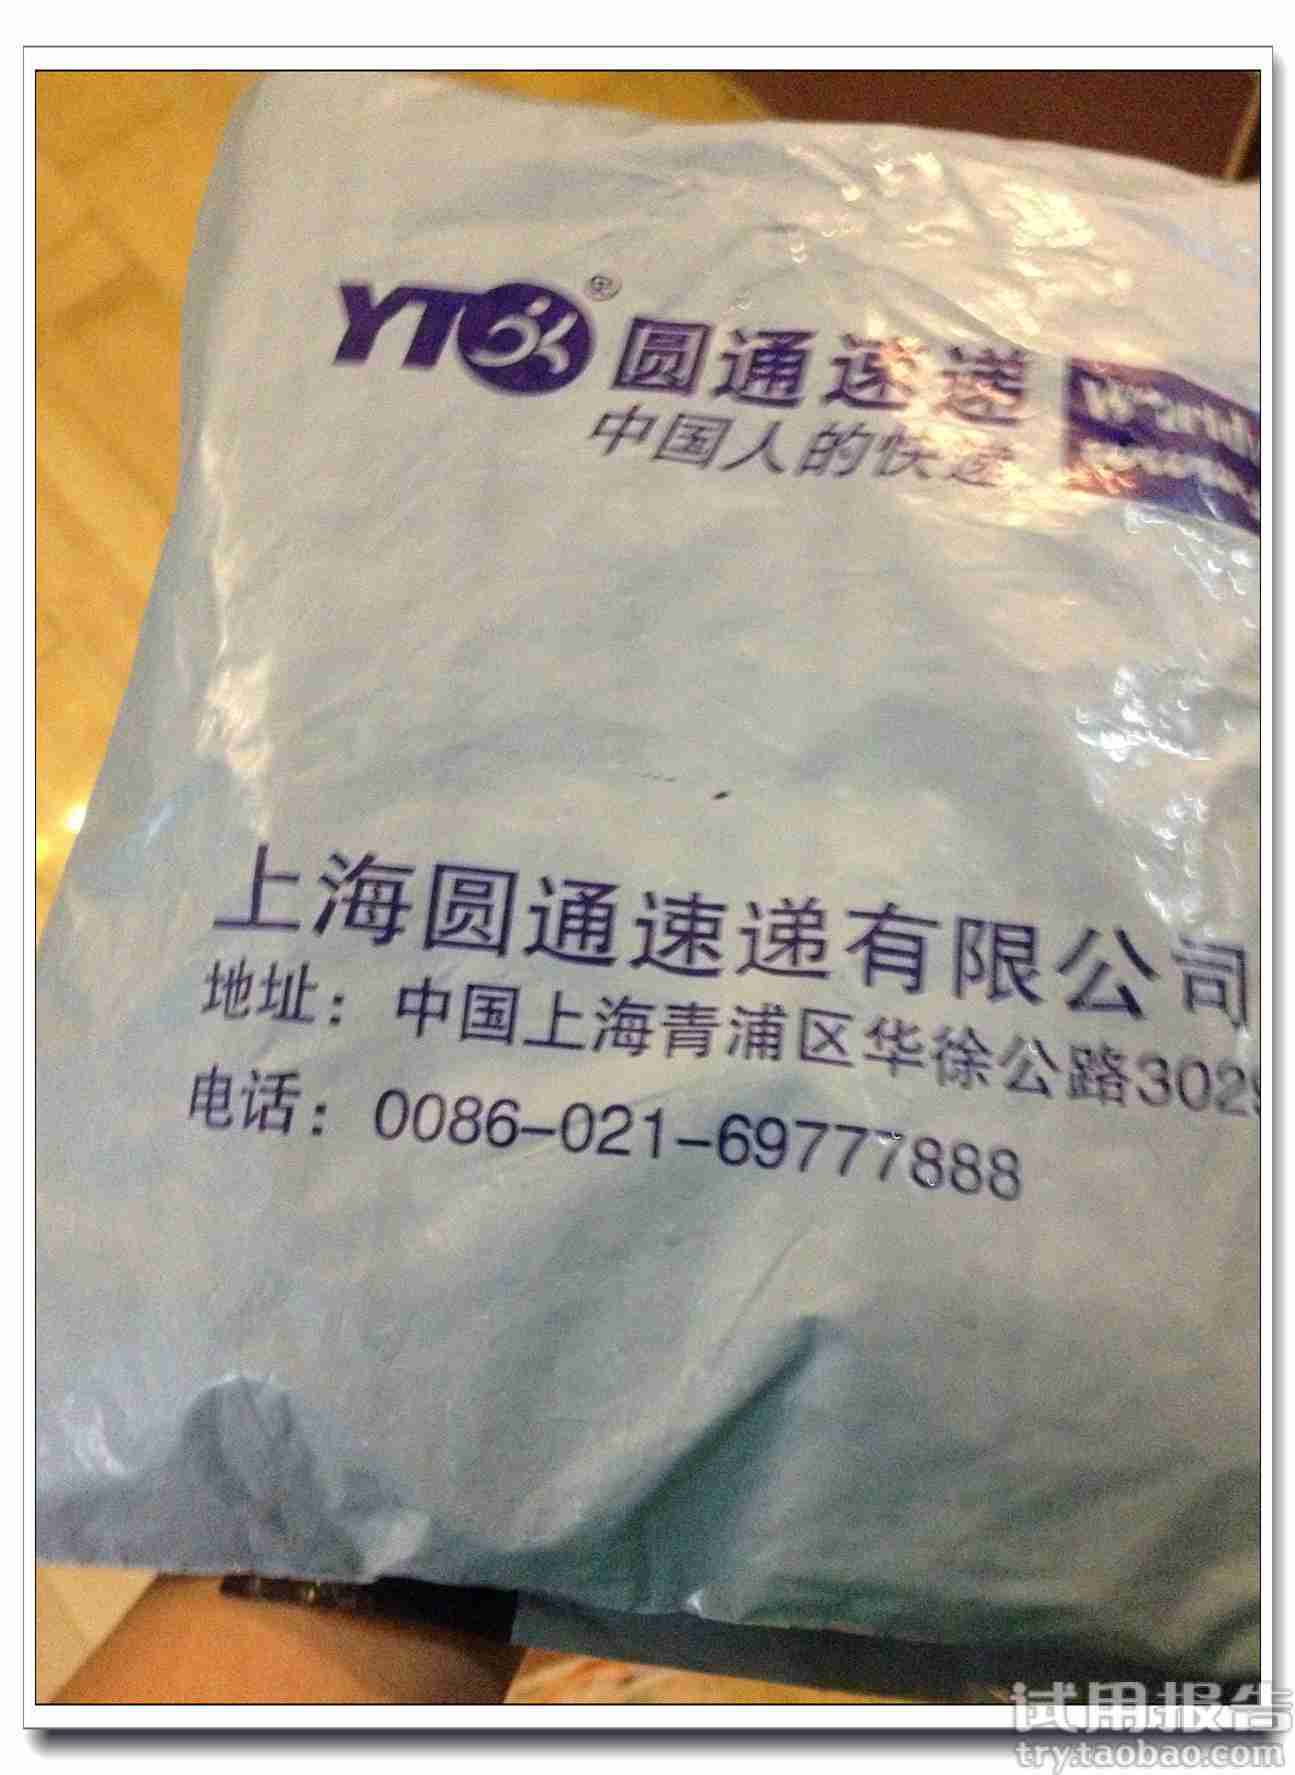 YTO® 圆通速递
中国人的快递
World
上海圆通速递有限公司
地址：中国上海青浦区华徐公路3029
电话：0086-021-69777888
试用报告
try.taobao.com